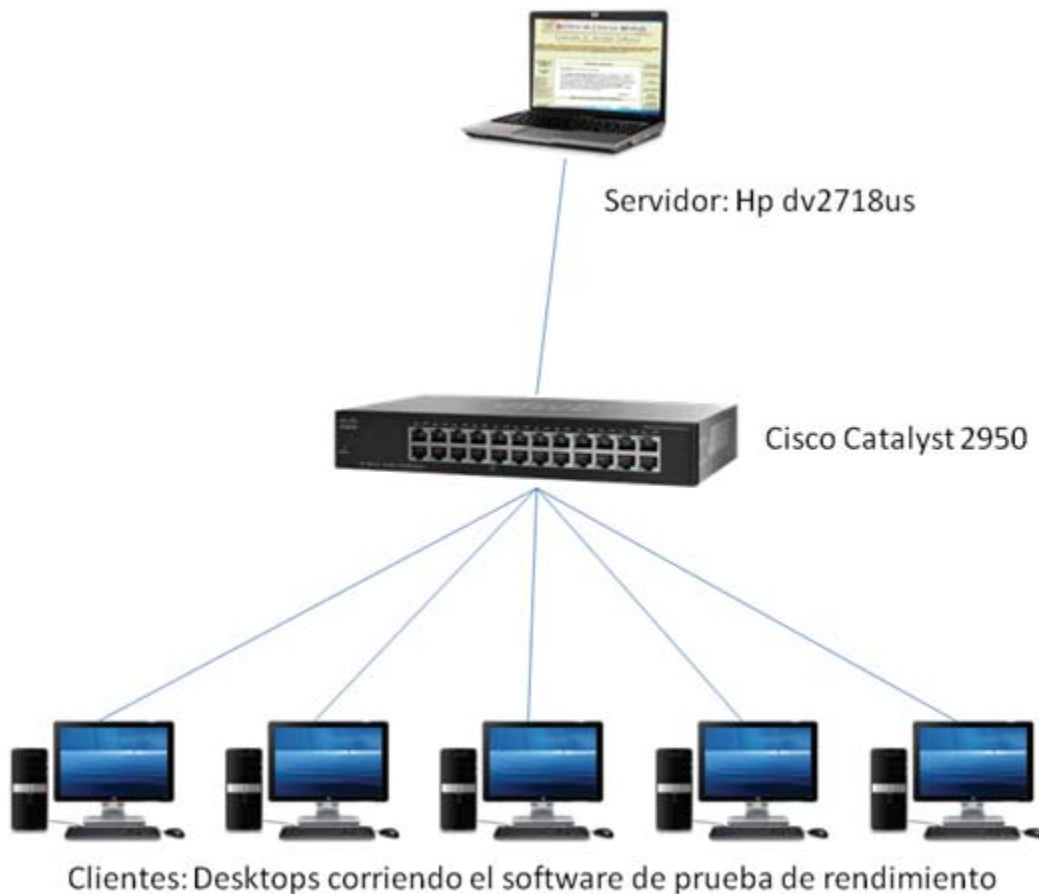 Servidor: Hp dv2718us
Cisco Catalyst 2950
Clientes: Desktops corriendo el software de prueba de rendimiento